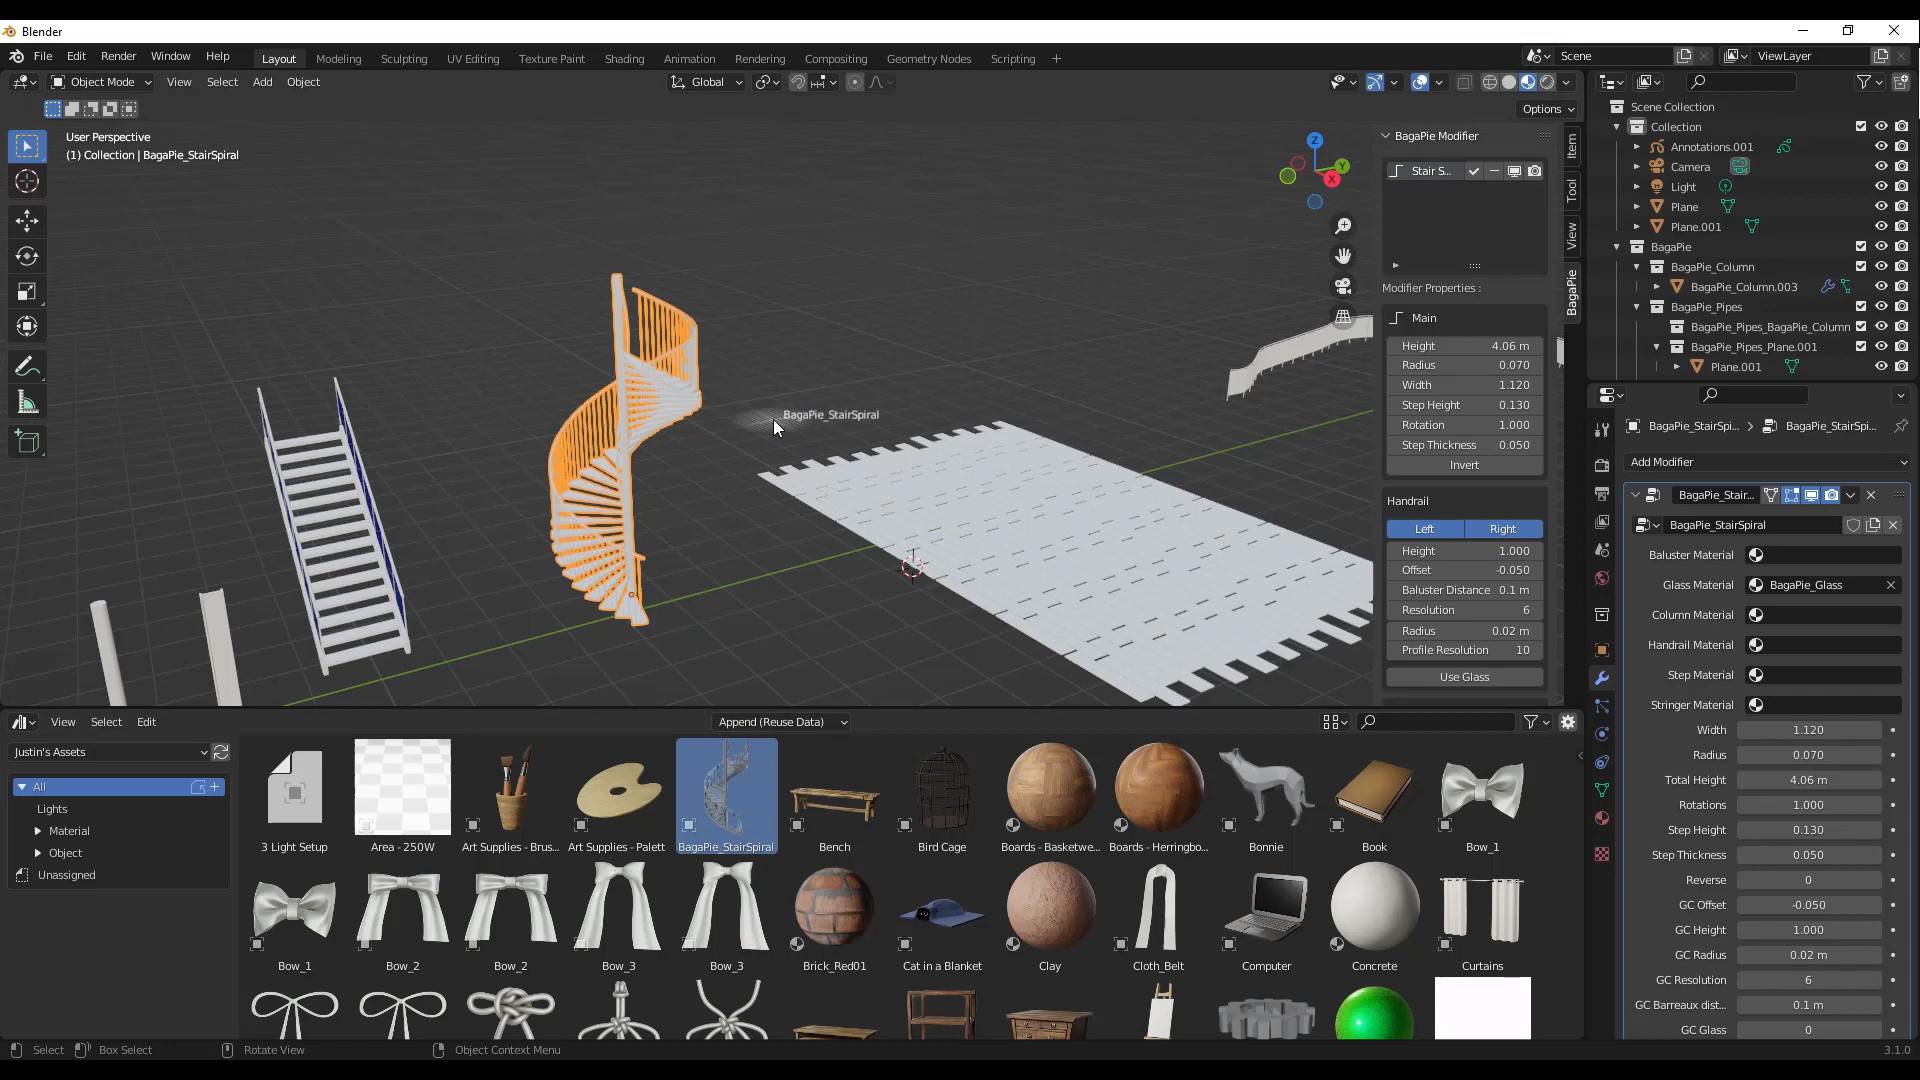 Blender
File Edit Render Window Help Layout Modeling Sculpting UV Editing Texture Paint Shading Animation Rendering Compositing Geometry Nodes Scripting + Scene ViewLayer
Object Mode View Select Add Object Global
Options
User Perspective
(1) Collection | BagaPie_StairSpiral
Z
Y
X
BagaPie_StairSpiral
BagaPie Modifier
Stair S...
Modifier Properties :
Main
Height 4.06 m
Radius 0.070
Width 1.120
Step Height 0.130
Rotation 1.000
Step Thickness 0.050
Invert
Handrail
Left Right
Height 1.000
Offset -0.050
Baluster Distance 0.1 m
Resolution 6
Radius 0.02 m
Profile Resolution 10
Use Glass
Item
Tool
View
BagaPie
Scene Collection
Collection
Annotations.001
Camera
Light
Plane
Plane.001
BagaPie
BagaPie_Column
BagaPie_Column.003
BagaPie_Pipes
BagaPie_Pipes_BagaPie_Column
BagaPie_Pipes_Plane.001
Plane.001
BagaPie_StairSpi... BagaPie_StairSpi...
Add Modifier
BagaPie_Stair...
BagaPie_StairSpiral
Baluster Material
Glass Material BagaPie_Glass
Column Material
Handrail Material
Step Material
Stringer Material
Width 1.120
Radius 0.070
Total Height 4.06 m
Rotations 1.000
Step Height 0.130
Step Thickness 0.050
Reverse 0
GC Offset -0.050
GC Height 1.000
GC Radius 0.02 m
GC Resolution 6
GC Barreaux dist... 0.1 m
GC Glass 0
View Select Edit Append (Reuse Data)
Justin's Assets
All
Lights
Material
Object
Unassigned
3 Light Setup Area - 250W Art Supplies - Brus... Art Supplies - Palett BagaPie_StairSpiral Bench Bird Cage Boards - Basketwe... Boards - Herringbo... Bonnie Book Bow_1
Bow_1 Bow_2 Bow_2 Bow_3 Bow_3 Brick_Red01 Cat in a Blanket Clay Cloth_Belt Computer Concrete Curtains
Select Box Select Rotate View Object Context Menu 3.1.0